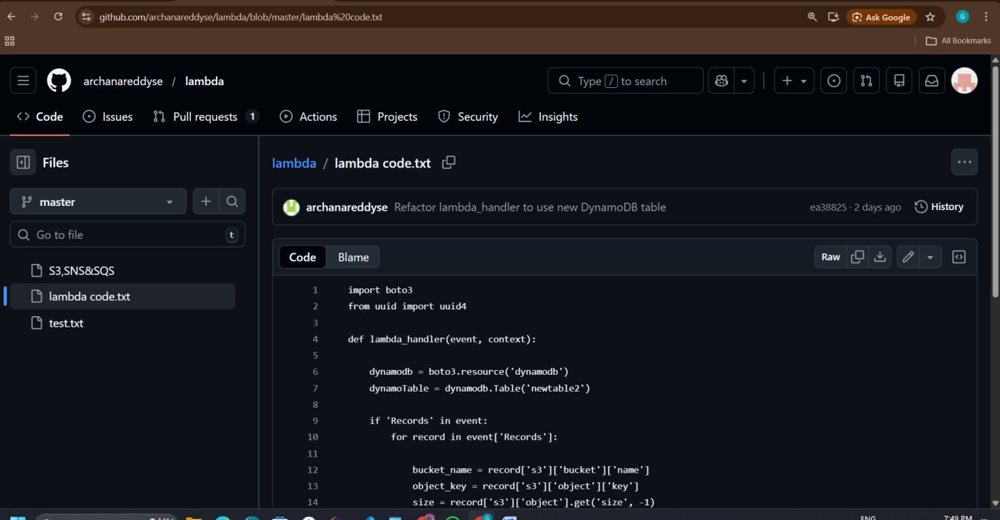 github.com/archanareddyse/lambda/blob/master/lambda%20code.txt
Ask Google
G
All Bookmarks
archanareddyse / lambda
Type / to search
Code
Issues
Pull requests 1
Actions
Projects
Security
Insights
Files
master
Go to file
t
S3,SNS&SQS
lambda code.txt
test.txt
lambda / lambda code.txt
archanareddyse Refactor lambda_handler to use new DynamoDB table
ea38825 · 2 days ago
History
Code
Blame
Raw
1 import boto3
2 from uuid import uuid4
3
4 def lambda_handler(event, context):
5
6 dynamodb = boto3.resource('dynamodb')
7 dynamoTable = dynamodb.Table('newtable2')
8
9 if 'Records' in event:
10 for record in event['Records']:
11
12 bucket_name = record['s3']['bucket']['name']
13 object_key = record['s3']['object']['key']
14 size = record['s3']['object'].get('size', -1)
G
ENG
7:49 PM